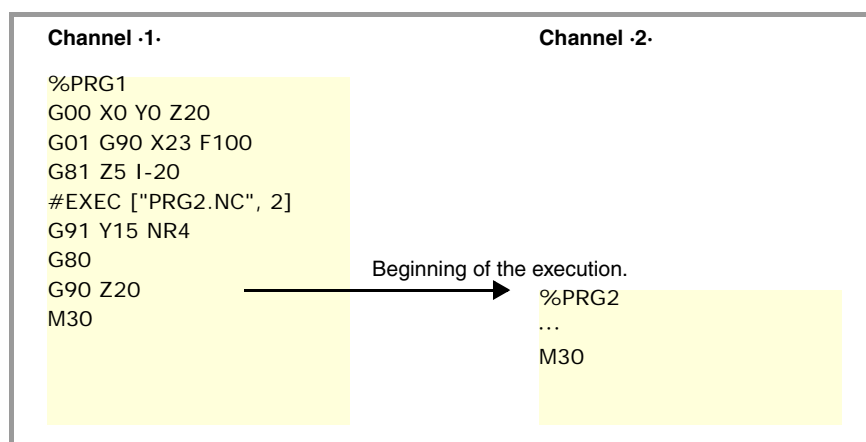 Channel ·1·
Channel ·2·
%PRG1
G00 X0 Y0 Z20
G01 G90 X23 F100
G81 Z5 I-20
#EXEC ["PRG2.NC", 2]
G91 Y15 NR4
G80
G90 Z20
M30
Beginning of the execution.
%PRG2
...
M30